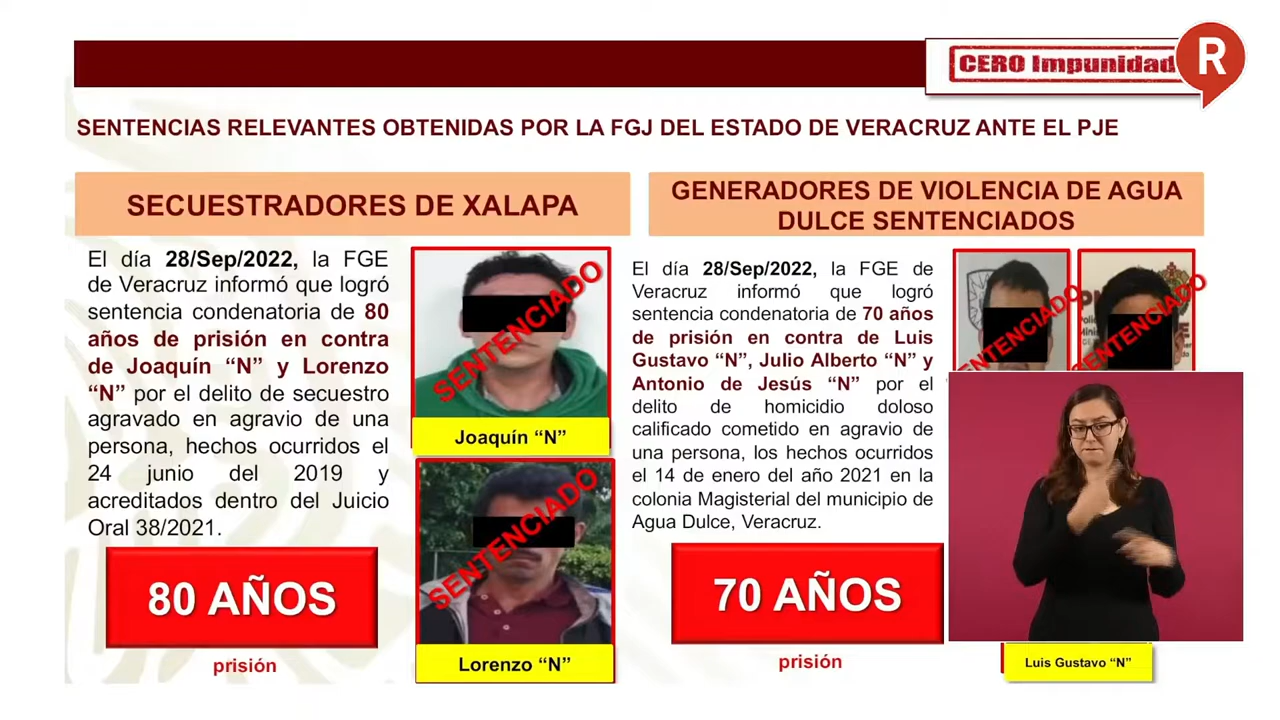 CERO Impunidad
R
SENTENCIAS RELEVANTES OBTENIDAS POR LA FGJ DEL ESTADO DE VERACRUZ ANTE EL PJE
SECUESTRADORES DE XALAPA
El día 28/Sep/2022, la FGE
de Veracruz informó que logró
sentencia condenatoria de 80
años de prisión en contra
de Joaquín “N” y Lorenzo
“N” por el delito de secuestro
agravado en agravio de una
persona, hechos ocurridos el
24 junio del 2019 y
acreditados dentro del Juicio
Oral 38/2021.
80 AÑOS
prisión
SENTENCIADO
Joaquín “N”
SENTENCIADO
Lorenzo “N”
GENERADORES DE VIOLENCIA DE AGUA
DULCE SENTENCIADOS
El día 28/Sep/2022, la FGE de
Veracruz informó que logró
sentencia condenatoria de 70 años
de prisión en contra de Luis
Gustavo “N”, Julio Alberto “N” y
Antonio de Jesús “N” por el
delito de homicidio doloso
calificado cometido en agravio de
una persona, los hechos ocurridos
el 14 de enero del año 2021 en la
colonia Magisterial del municipio de
Agua Dulce, Veracruz.
70 AÑOS
prisión
SENTENCIADO
SENTENCIADO
Luis Gustavo “N”